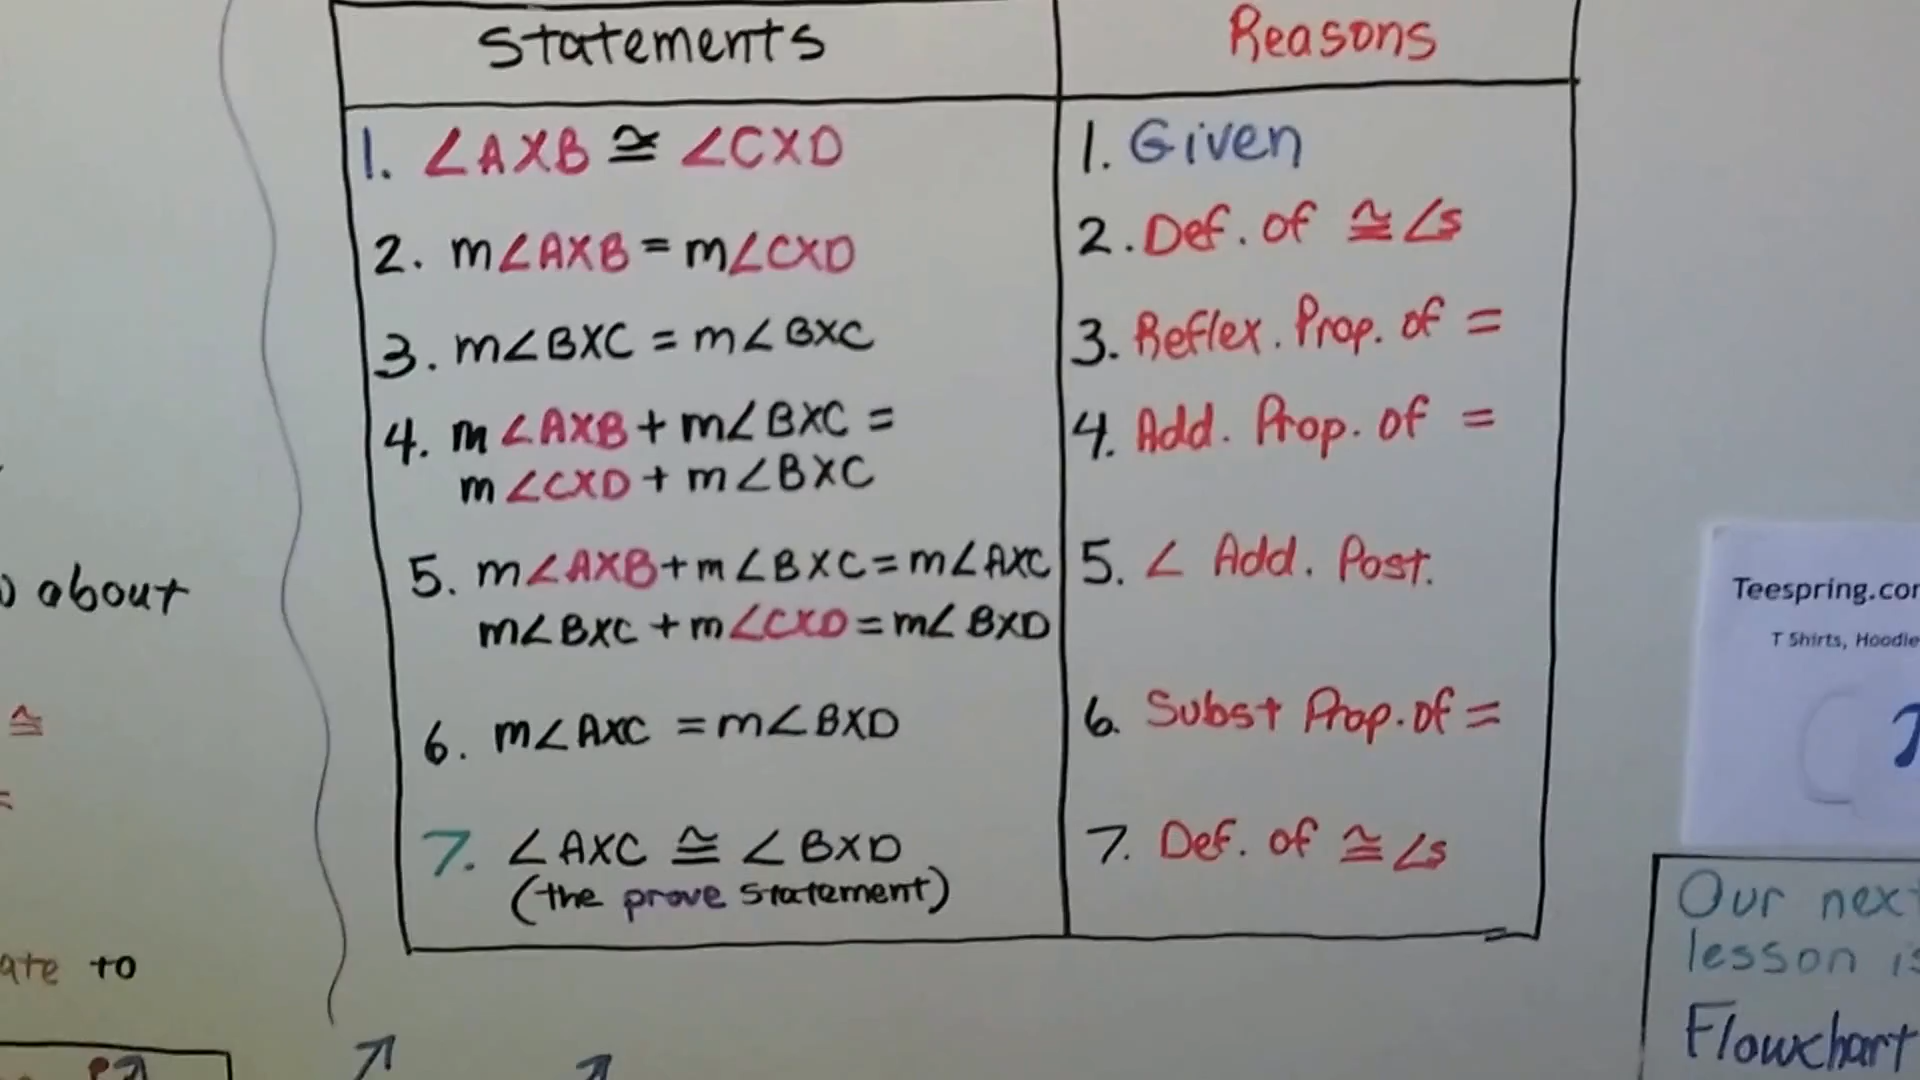 Statements
Reasons
1. ∠AXB ≅ ∠CXD
1. Given
2. m∠AXB = m∠CXD
2. Def. of ≅ ∠s
3. m∠BXC = m∠BXC
3. Reflex. Prop. of =
4. m∠AXB + m∠BXC =
m∠CXD + m∠BXC
4. Add. Prop. of =
5. m∠AXB + m∠BXC = m∠AXC
m∠BXC + m∠CXD = m∠BXD
5. ∠ Add. Post.
6. m∠AXC = m∠BXD
6. Subst Prop. of =
7. ∠AXC ≅ ∠BXD
(the prove statement)
7. Def. of ≅ ∠s
about
≅
=
to
Teespring.com
T Shirts, Hoodie
Our next
lesson is
Flowchart